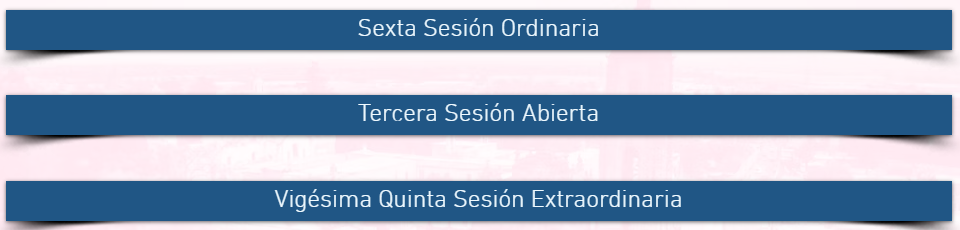 Sexta Sesión Ordinaria
Tercera Sesión Abierta
Vigésima Quinta Sesión Extraordinaria